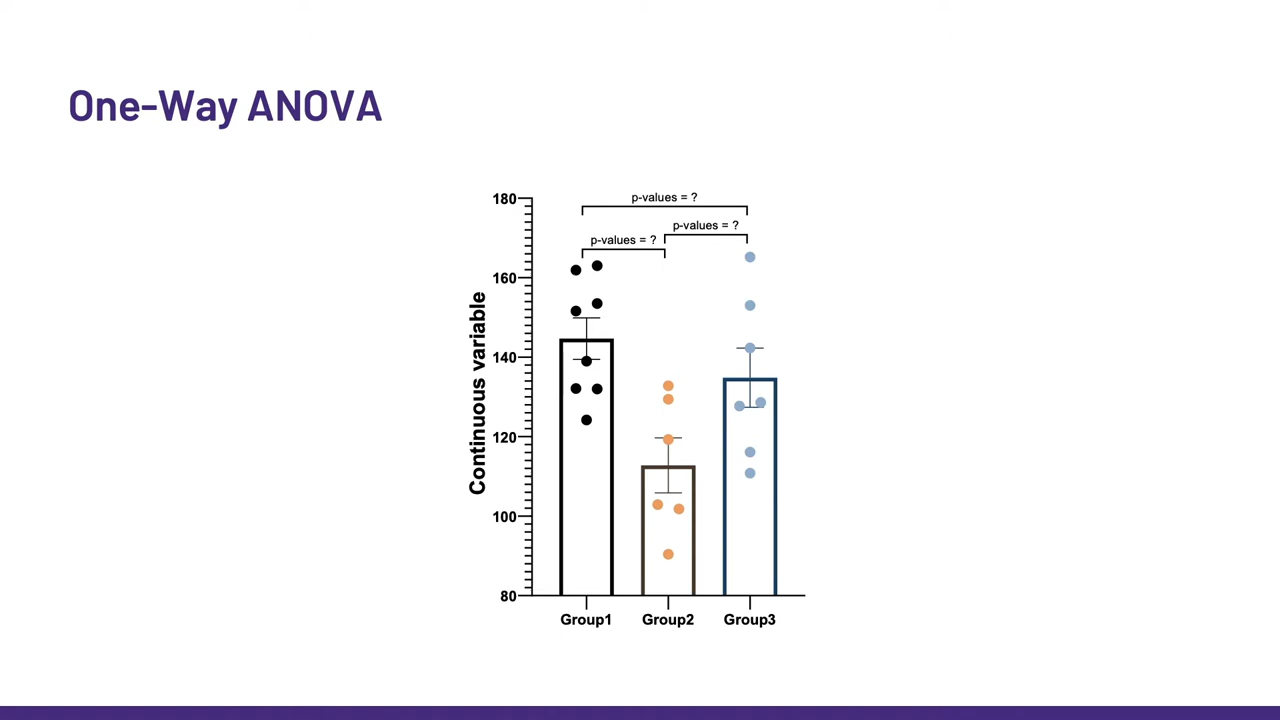 One-Way ANOVA
180
160
140
120
100
80
Continuous variable
p-values = ?
p-values = ?
p-values = ?
Group1
Group2
Group3